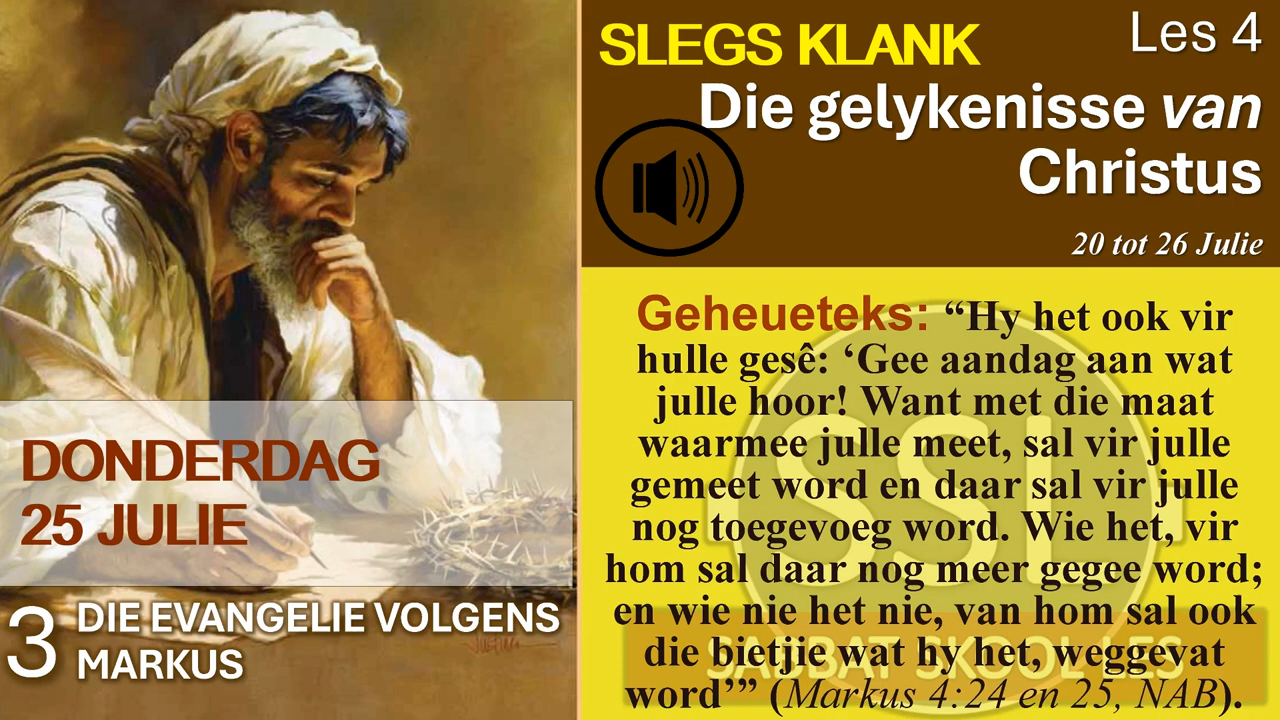 SLEGS KLANK
Les 4
Die gelykenisse van
Christus
20 tot 26 Julie
Geheueteks: “Hy het ook vir
hulle gesê: ‘Gee aandag aan wat
julle hoor! Want met die maat
waarmee julle meet, sal vir julle
gemeet word en daar sal vir julle
nog toegevoeg word. Wie het, vir
hom sal daar nog meer gegee word;
en wie nie het nie, van hom sal ook
die bietjie wat hy het, weggevat
word’” (Markus 4:24 en 25, NAB).
SSL
SABBAT SKOOL LES
DONDERDAG
25 JULIE
3 DIE EVANGELIE VOLGENS
MARKUS